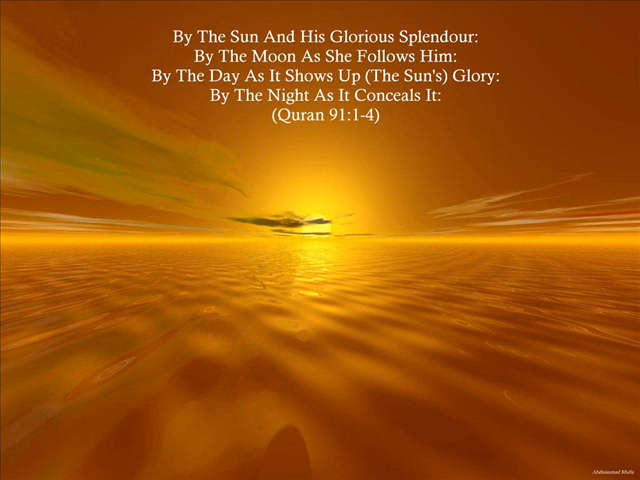 By The Sun And His Glorious Splendour:
By The Moon As She Follows Him:
By The Day As It Shows Up (The Sun's) Glory:
By The Night As It Conceals It:
(Quran 91:1-4)